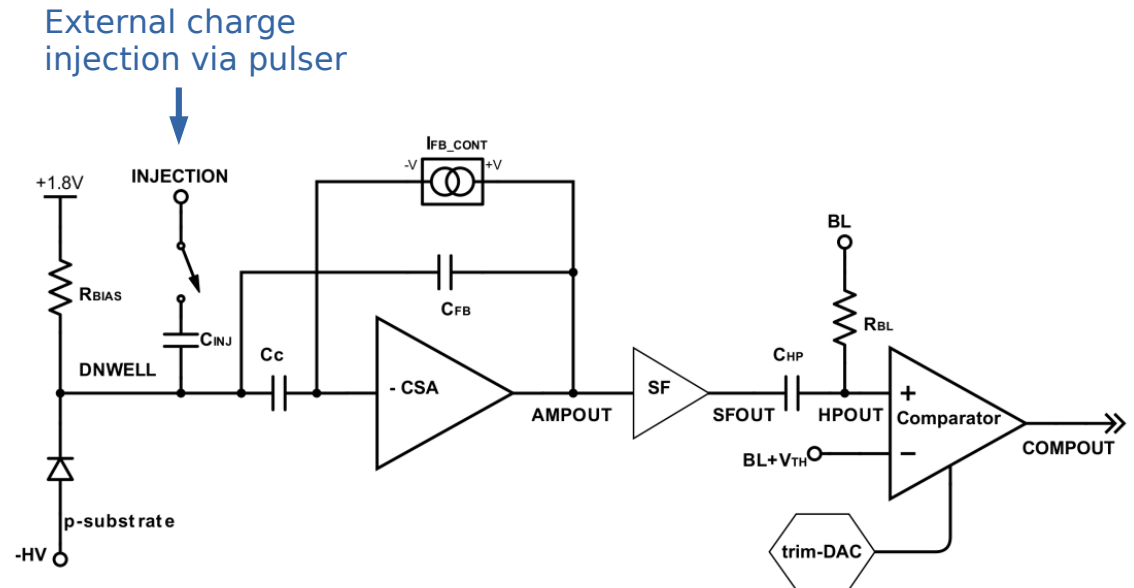 External charge
injection via pulser
IFB_CONT
-V
+V
+1.8V
INJECTION
BL
RBIAS
CFB
RBL
CINJ
Cc
CHP
DNWELL
- CSA
SF
+
Comparator
AMPOUT
SFOUT
HPOUT
BL+VTH
−
COMPOUT
p-substrate
-HV
trim-DAC